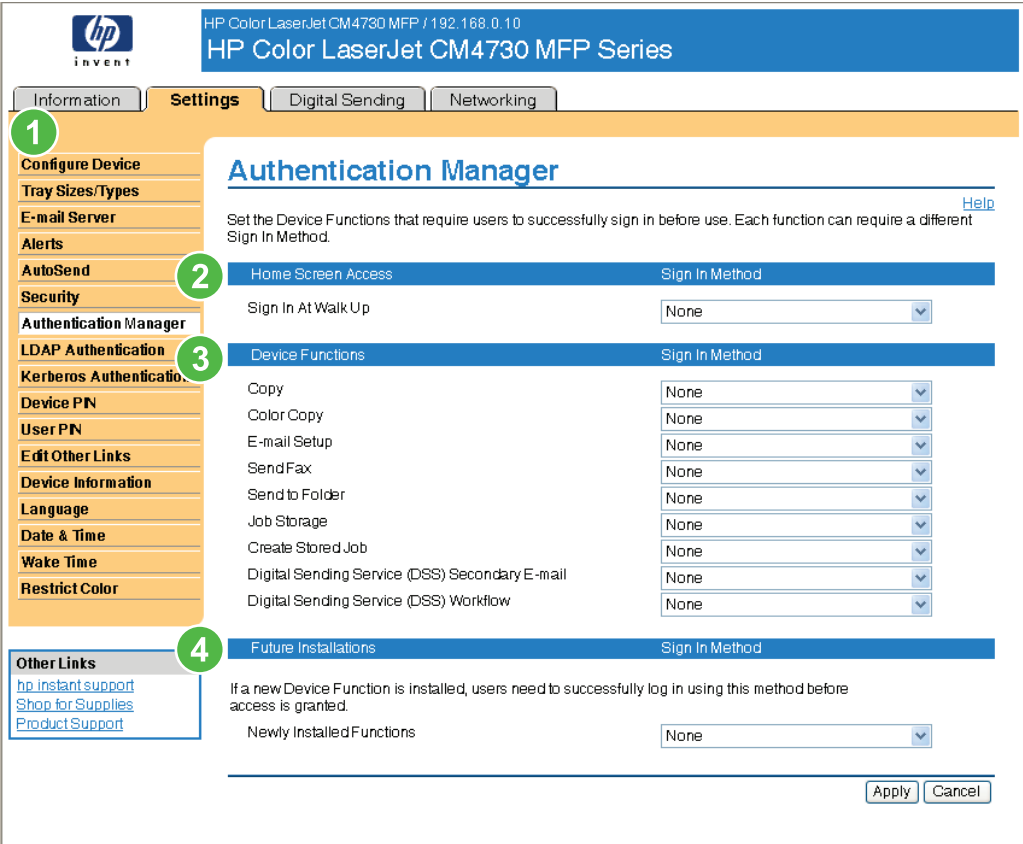 hp
invent
HP Color LaserJet CM4730 MFP / 192.168.0.10
HP Color LaserJet CM4730 MFP Series
Information
Settings
Digital Sending
Networking
1
Configure Device
Tray Sizes/Types
E-mail Server
Alerts
AutoSend
Security
Authentication Manager
LDAP Authentication
Kerberos Authentication
Device PIN
User PIN
Edit Other Links
Device Information
Language
Date & Time
Wake Time
Restrict Color
Other Links
hp instant support
Shop for Supplies
Product Support
Authentication Manager
Help
Set the Device Functions that require users to successfully sign in before use. Each function can require a different
Sign In Method.
2
Home Screen Access Sign In Method
Sign In At Walk Up None
3
Device Functions Sign In Method
Copy None
Color Copy None
E-mail Setup None
Send Fax None
Send to Folder None
Job Storage None
Create Stored Job None
Digital Sending Service (DSS) Secondary E-mail None
Digital Sending Service (DSS) Workflow None
4
Future Installations Sign In Method
If a new Device Function is installed, users need to successfully log in using this method before
access is granted.
Newly Installed Functions None
Apply Cancel